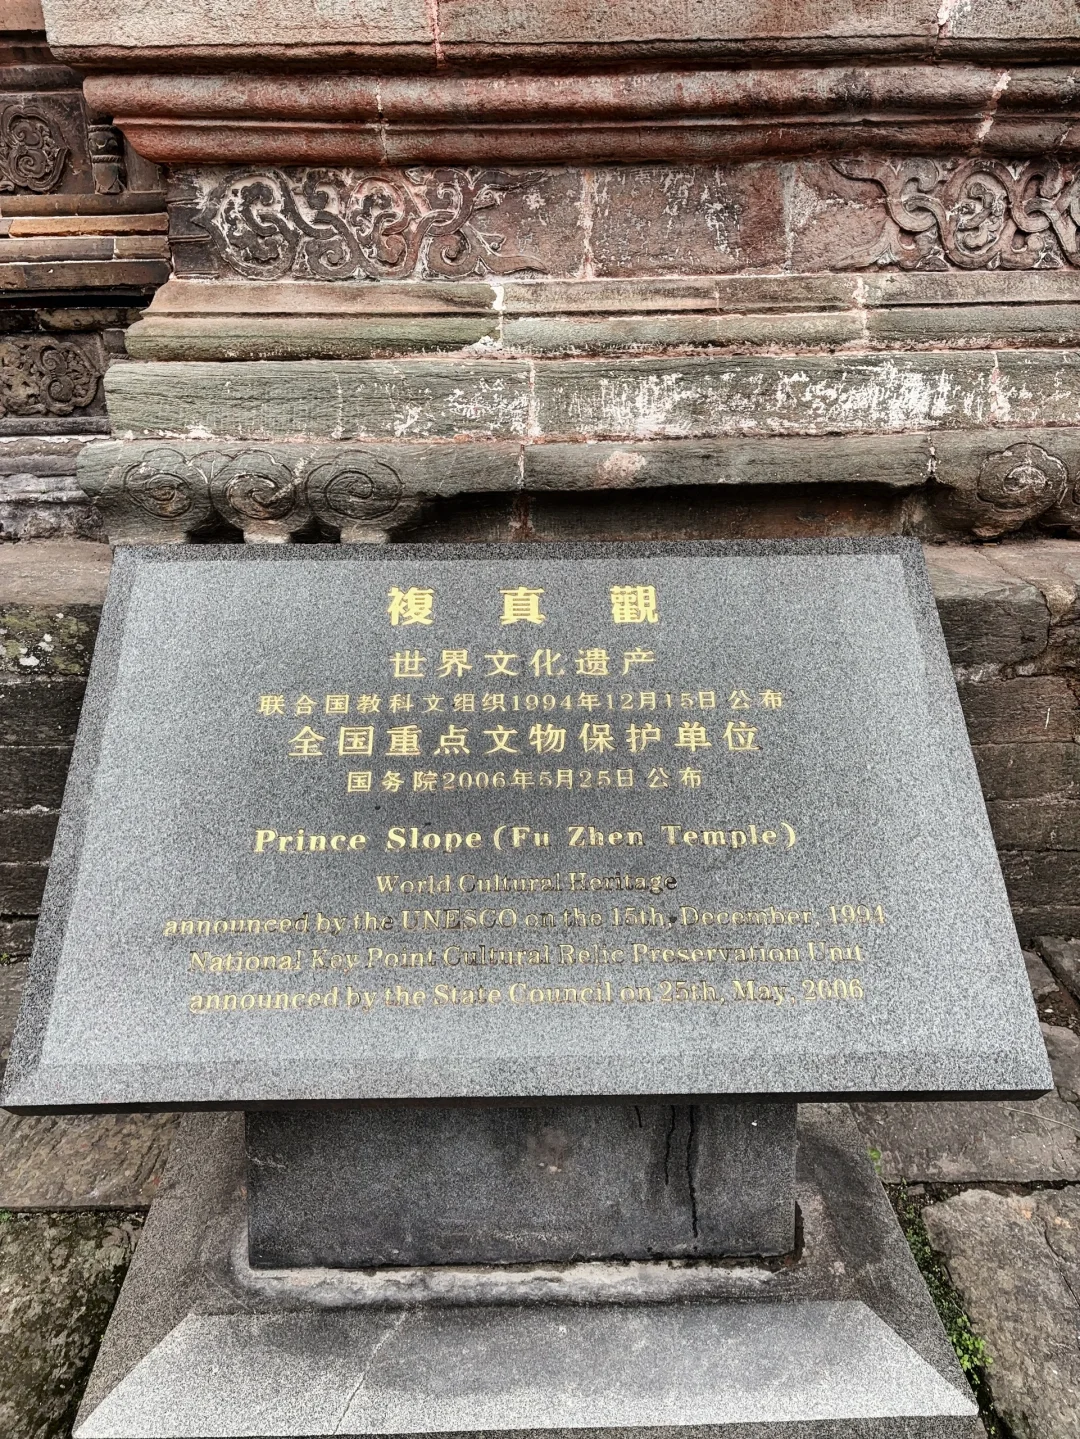 複真觀
世界文化遗产
联合国教科文组织1994年12月15日公布
全国重点文物保护单位
国务院2006年5月25日公布
Prince Slope (Fu Zhen Temple)
World Cultural Heritage
announced by the UNESCO on the 15th, December, 1994
National Key Point Cultural Relic Preservation Unit
announced by the State Council on 25th, May, 2006